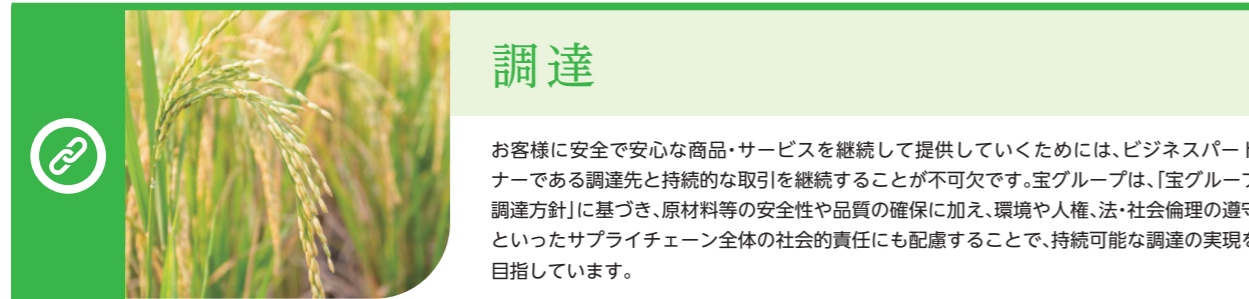 調達
お客様に安全で安心な商品・サービスを継続して提供していくためには、ビジネスパート
ナーである調達先と持続的な取引を継続することが不可欠です。宝グループは、「宝グループ
調達方針」に基づき、原材料等の安全性や品質の確保に加え、環境や人権、法・社会倫理の遵守
といったサプライチェーン全体の社会的責任にも配慮することで、持続可能な調達の実現を
目指しています。